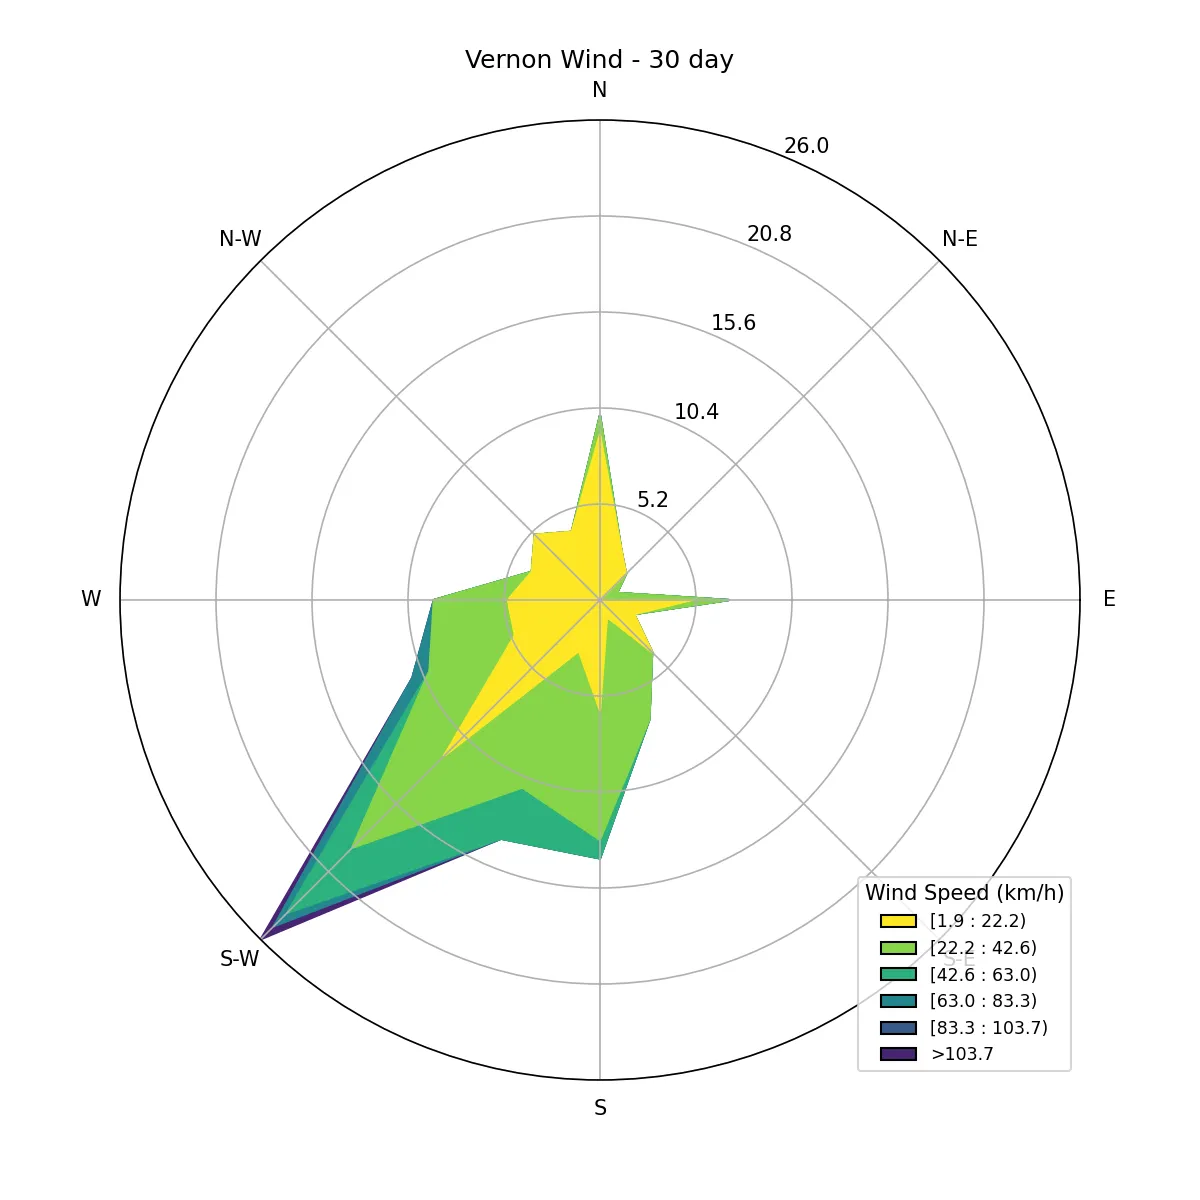 Vernon Wind - 30 day
N
26.0
20.8
N-W
N-E
15.6
10.4
5.2
W
E
Wind Speed (km/h)
[1.9 : 22.2)
[22.2 : 42.6)
S-W
S-E
[42.6 : 63.0)
[63.0 : 83.3)
[83.3 : 103.7)
>103.7
S